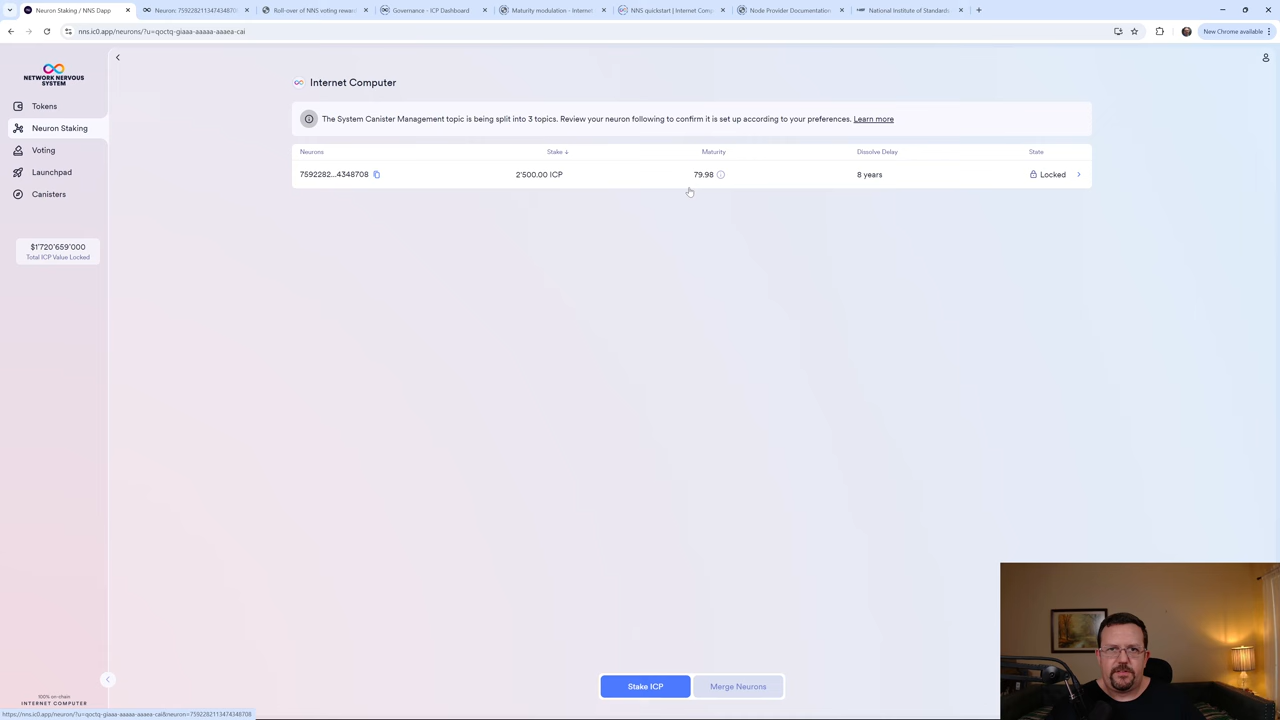 Neuron Staking / NNS Dapp
Neuron: 7592282113474348708
Roll-over of NNS voting rewar
Governance - ICP Dashboard
Maturity modulation - Internet
NNS quickstart | Internet Comp
Node Provider Documentation
National Institute of Standards
nns.ic0.app/neurons/?u=qoctq-giaaa-aaaaa-aaaea-cai
New Chrome available
NETWORK NERVOUS
SYSTEM
Tokens
Neuron Staking
Voting
Launchpad
Canisters
$1'720'659'000
Total ICP Value Locked
Internet Computer
The System Canister Management topic is being split into 3 topics. Review your neuron following to confirm it is set up according to your preferences. Learn more
Neurons Stake Maturity Dissolve Delay State
7592282...4348708 2'500.00 ICP 79.98 8 years Locked
Stake ICP
Merge Neurons
100% on-chain
INTERNET COMPUTER
https://nns.ic0.app/neuron/?u=qoctq-giaaa-aaaaa-aaaea-cai&neuron=7592282113474348708